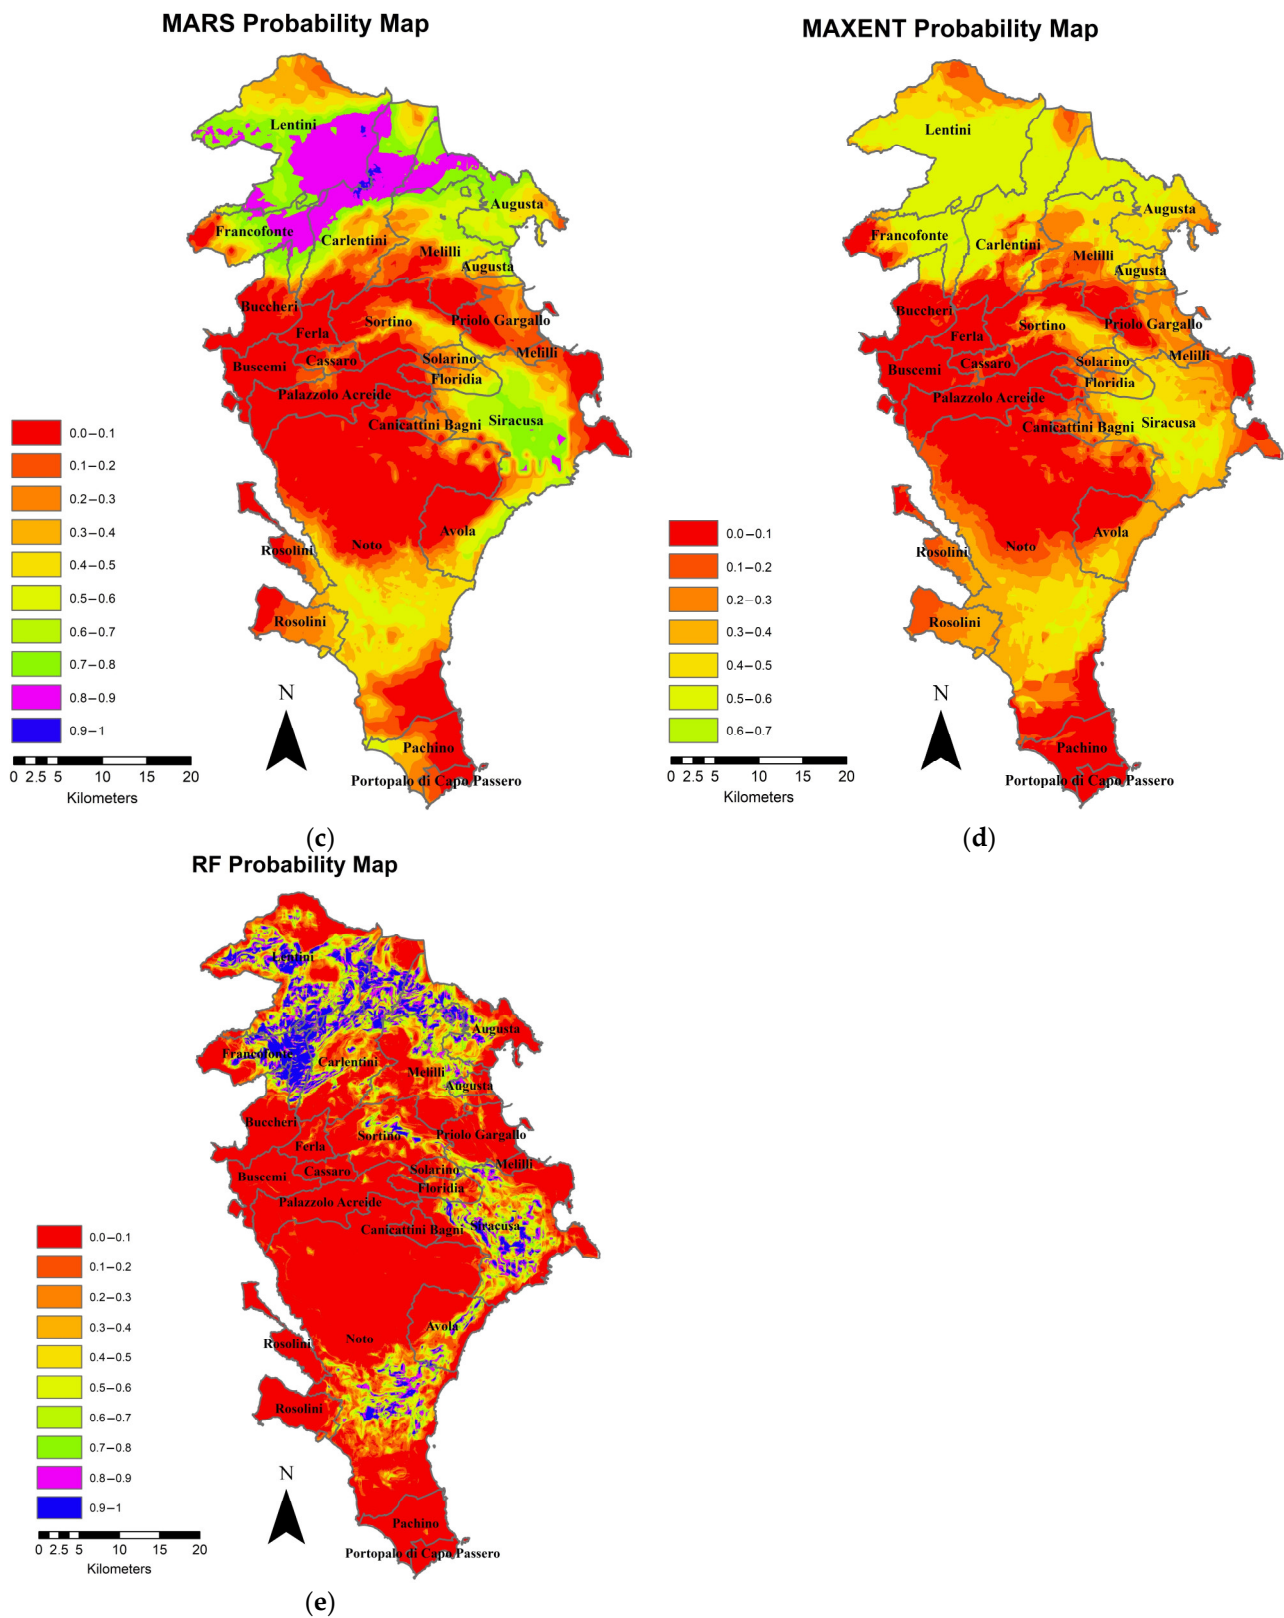 MARS Probability Map
Lentini
Augusta
Francofonte
Carlentini
Melilli
Augusta
Buccheri
Sortino
Priolo Gargallo
Ferla
Melilli
Buscemi
Cassaro
Solarino
Floridia
Palazzolo Acreide
Canicattini Bagni
Siracusa
Avola
Noto
Rosolini
Rosolini
Pachino
Portopalo di Capo Passero
0.0–0.1
0.1–0.2
0.2–0.3
0.3–0.4
0.4–0.5
0.5–0.6
0.6–0.7
0.7–0.8
0.8–0.9
0.9–1
N
0 2.5 5 10 15 20
Kilometers
(c)
MAXENT Probability Map
Lentini
Augusta
Francofonte
Carlentini
Melilli
Augusta
Buccheri
Sortino
Priolo Gargallo
Ferla
Melilli
Buscemi
Cassaro
Solarino
Floridia
Palazzolo Acreide
Canicattini Bagni
Siracusa
Avola
Noto
Rosolini
Rosolini
Pachino
Portopalo di Capo Passero
0.0–0.1
0.1–0.2
0.2–0.3
0.3–0.4
0.4–0.5
0.5–0.6
0.6–0.7
N
0 2.5 5 10 15 20
Kilometers
(d)
RF Probability Map
Lentini
Augusta
Francofonte
Carlentini
Melilli
Augusta
Buccheri
Sortino
Priolo Gargallo
Ferla
Melilli
Buscemi
Cassaro
Solarino
Floridia
Palazzolo Acreide
Canicattini Bagni
Siracusa
Avola
Noto
Rosolini
Rosolini
Pachino
Portopalo di Capo Passero
0.0–0.1
0.1–0.2
0.2–0.3
0.3–0.4
0.4–0.5
0.5–0.6
0.6–0.7
0.7–0.8
0.8–0.9
0.9–1
N
0 2.5 5 10 15 20
Kilometers
(e)